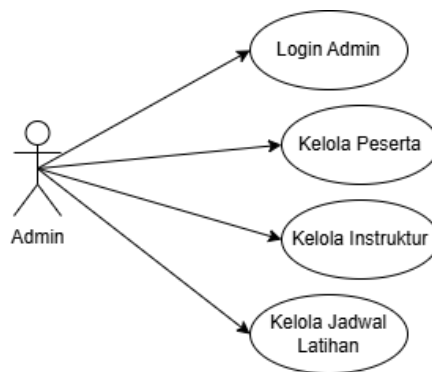 Login Admin
Kelola Peserta
Admin
Kelola Instruktur
Kelola Jadwal
Latihan